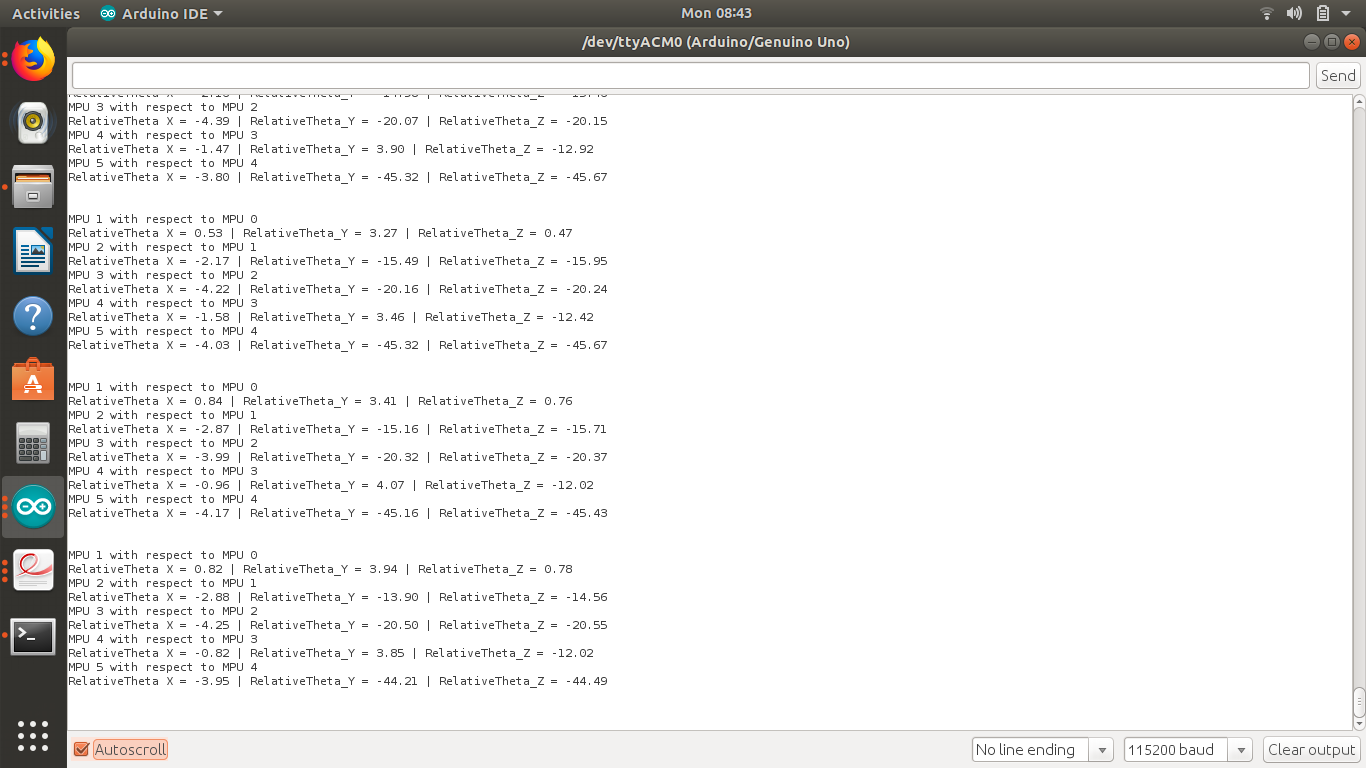 Activities Arduino IDE Mon 08:43
/dev/ttyACM0 (Arduino/Genuino Uno)
Send
MPU 3 with respect to MPU 2
RelativeTheta X = -4.39 | RelativeTheta_Y = -20.07 | RelativeTheta_Z = -20.15
MPU 4 with respect to MPU 3
RelativeTheta X = -1.47 | RelativeTheta_Y = 3.90 | RelativeTheta_Z = -12.92
MPU 5 with respect to MPU 4
RelativeTheta X = -3.80 | RelativeTheta_Y = -45.32 | RelativeTheta_Z = -45.67
MPU 1 with respect to MPU 0
RelativeTheta X = 0.53 | RelativeTheta_Y = 3.27 | RelativeTheta_Z = 0.47
MPU 2 with respect to MPU 1
RelativeTheta X = -2.17 | RelativeTheta_Y = -15.49 | RelativeTheta_Z = -15.95
MPU 3 with respect to MPU 2
RelativeTheta X = -4.22 | RelativeTheta_Y = -20.16 | RelativeTheta_Z = -20.24
MPU 4 with respect to MPU 3
RelativeTheta X = -1.58 | RelativeTheta_Y = 3.46 | RelativeTheta_Z = -12.42
MPU 5 with respect to MPU 4
RelativeTheta X = -4.03 | RelativeTheta_Y = -45.32 | RelativeTheta_Z = -45.67
MPU 1 with respect to MPU 0
RelativeTheta X = 0.84 | RelativeTheta_Y = 3.41 | RelativeTheta_Z = 0.76
MPU 2 with respect to MPU 1
RelativeTheta X = -2.87 | RelativeTheta_Y = -15.16 | RelativeTheta_Z = -15.71
MPU 3 with respect to MPU 2
RelativeTheta X = -3.99 | RelativeTheta_Y = -20.32 | RelativeTheta_Z = -20.37
MPU 4 with respect to MPU 3
RelativeTheta X = -0.96 | RelativeTheta_Y = 4.07 | RelativeTheta_Z = -12.02
MPU 5 with respect to MPU 4
RelativeTheta X = -4.17 | RelativeTheta_Y = -45.16 | RelativeTheta_Z = -45.43
MPU 1 with respect to MPU 0
RelativeTheta X = 0.82 | RelativeTheta_Y = 3.94 | RelativeTheta_Z = 0.78
MPU 2 with respect to MPU 1
RelativeTheta X = -2.88 | RelativeTheta_Y = -13.90 | RelativeTheta_Z = -14.56
MPU 3 with respect to MPU 2
RelativeTheta X = -4.25 | RelativeTheta_Y = -20.50 | RelativeTheta_Z = -20.55
MPU 4 with respect to MPU 3
RelativeTheta X = -0.82 | RelativeTheta_Y = 3.85 | RelativeTheta_Z = -12.02
MPU 5 with respect to MPU 4
RelativeTheta X = -3.95 | RelativeTheta_Y = -44.21 | RelativeTheta_Z = -44.49
Autoscroll No line ending 115200 baud Clear output